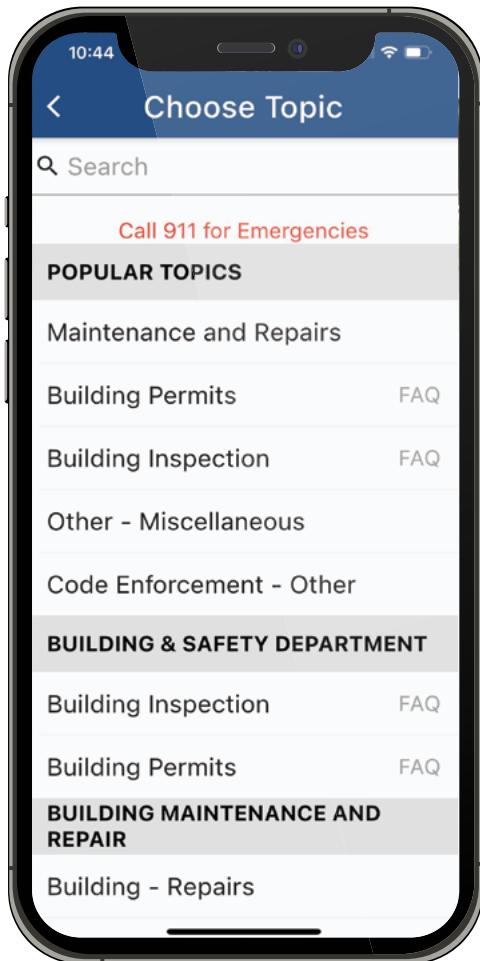 10:44
Choose Topic
Search
Call 911 for Emergencies
POPULAR TOPICS
Maintenance and Repairs
Building Permits FAQ
Building Inspection FAQ
Other - Miscellaneous
Code Enforcement - Other
BUILDING & SAFETY DEPARTMENT
Building Inspection FAQ
Building Permits FAQ
BUILDING MAINTENANCE AND
REPAIR
Building - Repairs